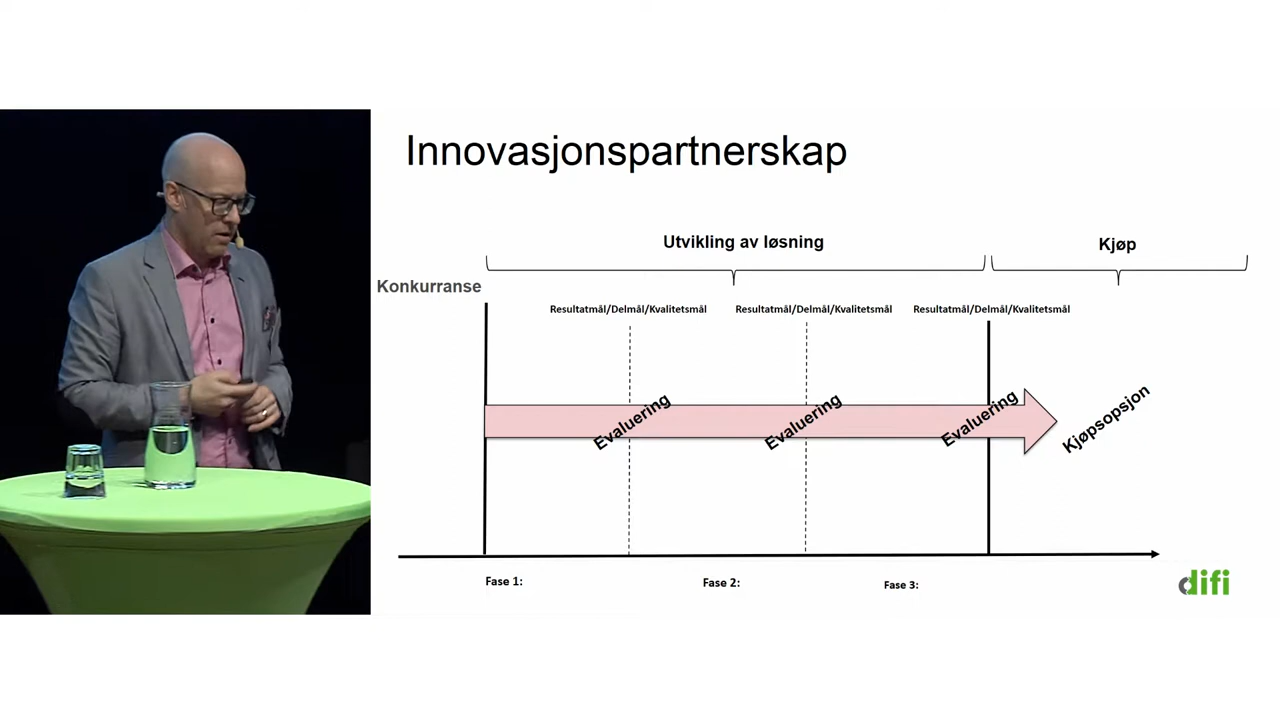 Innovasjonspartnerskap
Utvikling av løsning
Kjøp
Konkurranse
Resultatmål/Delmål/Kvalitetsmål
Resultatmål/Delmål/Kvalitetsmål
Resultatmål/Delmål/Kvalitetsmål
Evaluering
Evaluering
Evaluering
Kjøpsopsjon
Fase 1:
Fase 2:
Fase 3:
difi